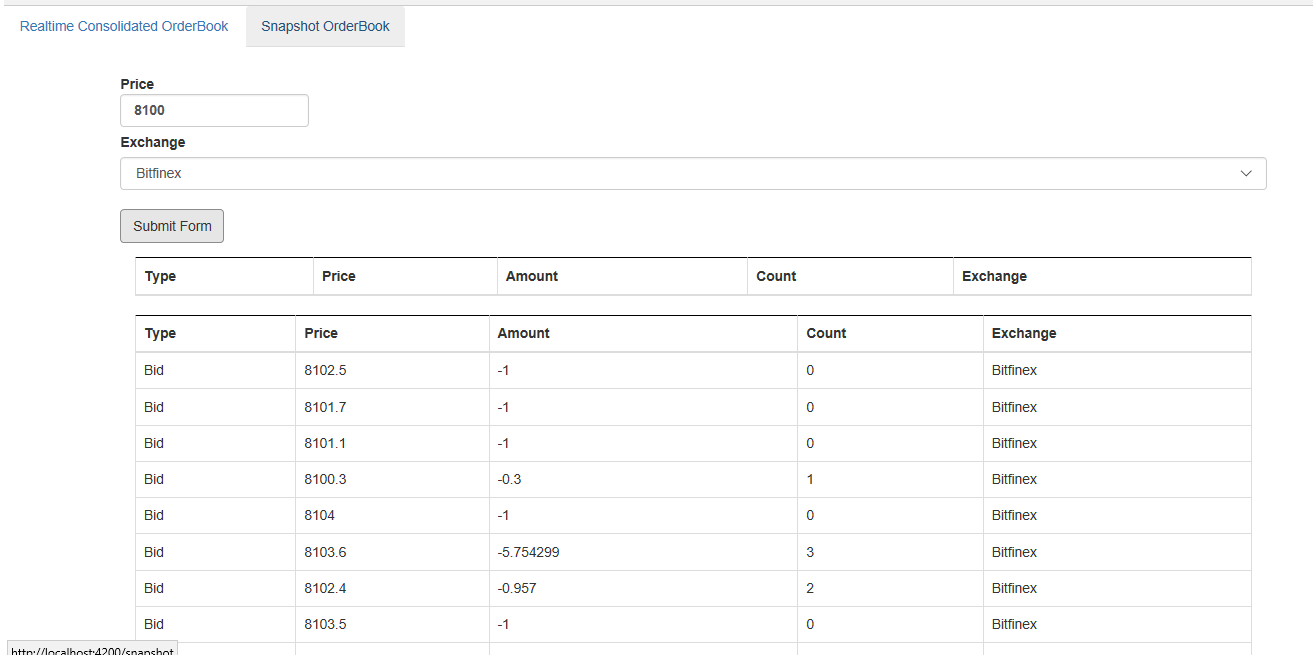 Realtime Consolidated OrderBook Snapshot OrderBook
Price
8100
Exchange
Bitfinex
Submit Form
Type Price Amount Count Exchange
Type Price Amount Count Exchange
Bid 8102.5 -1 0 Bitfinex
Bid 8101.7 -1 0 Bitfinex
Bid 8101.1 -1 0 Bitfinex
Bid 8100.3 -0.3 1 Bitfinex
Bid 8104 -1 0 Bitfinex
Bid 8103.6 -5.754299 3 Bitfinex
Bid 8102.4 -0.957 2 Bitfinex
Bid 8103.5 -1 0 Bitfinex
http://localhost:4200/snapshot